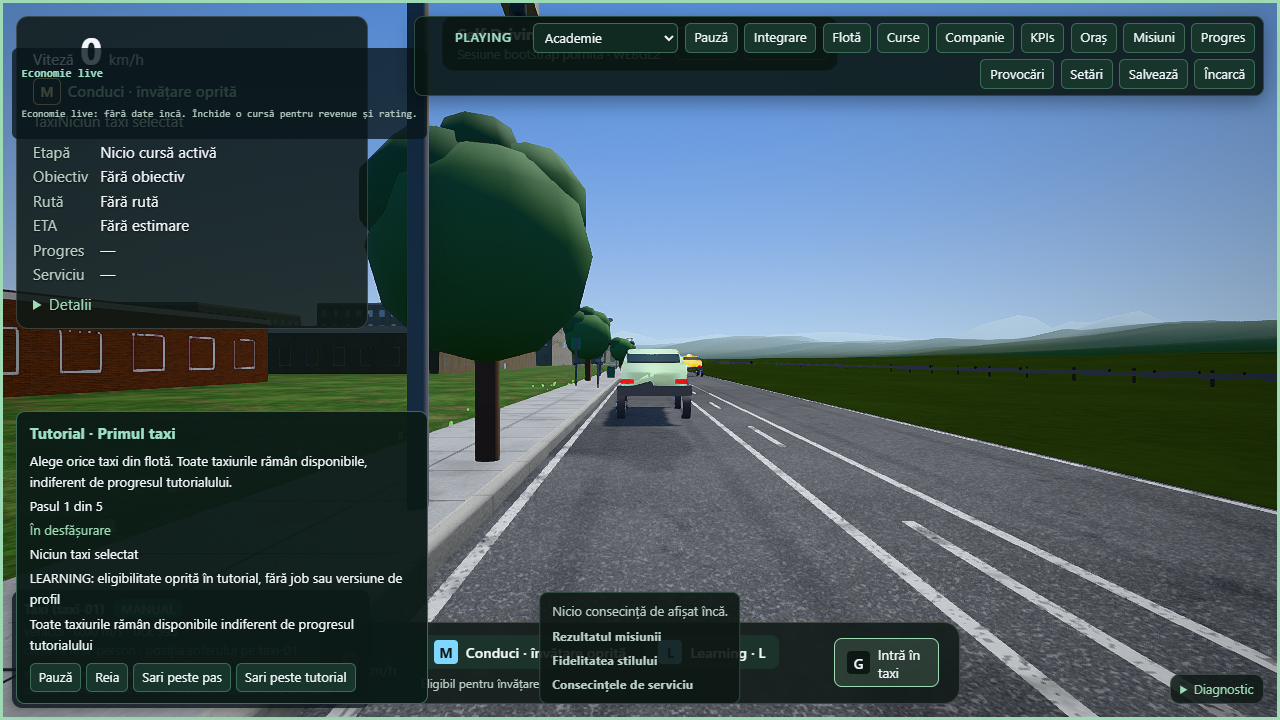 PLAYING
Academie
Pauză
Integrare
Flotă
Curse
Companie
KPIs
Oraș
Misiuni
Progres
Provocări
Setări
Salvează
Încarcă
Viteză 0 km/h
Economie live
M Conduci · învățare oprită
Economie live: fără date încă. Închide o cursă pentru revenue și rating.
Taxi Niciun taxi selectat
Etapă Nicio cursă activă
Obiectiv Fără obiectiv
Rută Fără rută
ETA Fără estimare
Progres —
Serviciu —
Detalii
Tutorial · Primul taxi
Alege orice taxi din flotă. Toate taxiurile rămân disponibile,
indiferent de progresul tutorialului.
Pasul 1 din 5
În desfășurare
Niciun taxi selectat
LEARNING: eligibilitate oprită în tutorial, fără job sau versiune de
profil
Toate taxiurile rămân disponibile indiferent de progresul
tutorialului
Pauză
Reia
Sari peste pas
Sari peste tutorial
Nicio consecință de afișat încă.
Rezultatul misiunii
Fidelitatea stilului
Consecințele de serviciu
M Conduci ·
L Learning · L
Eligibil pentru învățare
G Intră în
taxi
Diagnostic